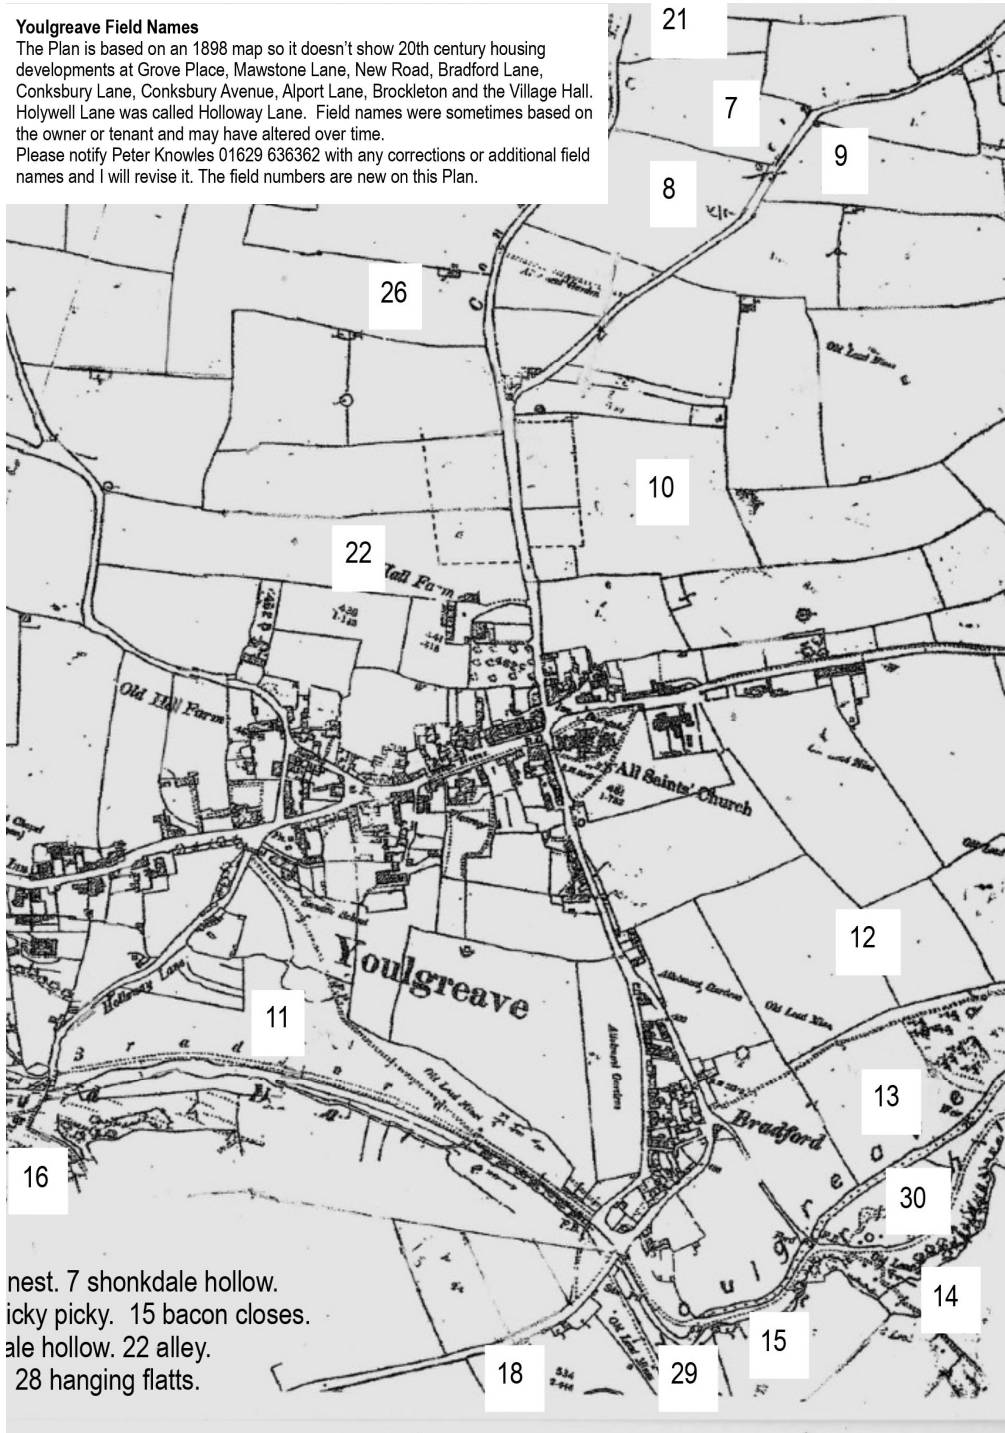 Youlgreave Field Names
The Plan is based on an 1898 map so it doesn't show 20th century housing
developments at Grove Place, Mawstone Lane, New Road, Bradford Lane,
Conksbury Lane, Conksbury Avenue, Alport Lane, Brockleton and the Village Hall.
Holywell Lane was called Holloway Lane. Field names were sometimes based on
the owner or tenant and may have altered over time.
Please notify Peter Knowles 01629 636362 with any corrections or additional field
names and I will revise it. The field numbers are new on this Plan.
21
7
9
8
26
Old Lead Mine
10
22
Hall Farm
Old Hall Farm
All Saints' Church
Chapel
Youlgreave
12
Allotment Gardens
Old Lead Mine
Holloway Lane
11
Allotment Gardens
Old Lead Mines
13
Bradford
16
30
14
15
18
29
534
nest. 7 shonkdale hollow.
icky picky. 15 bacon closes.
ale hollow. 22 alley.
28 hanging flatts.